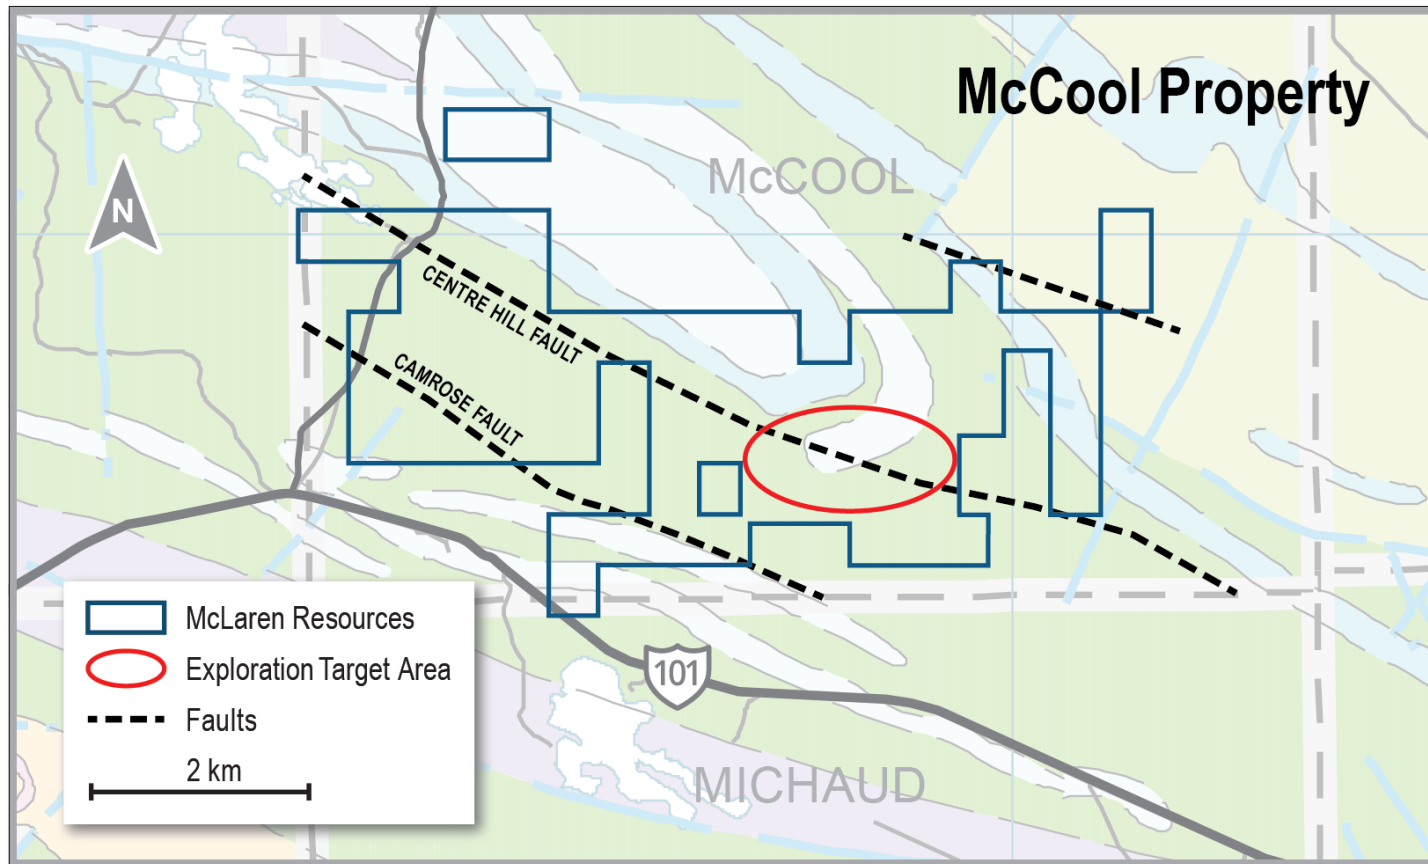 McCool Property
McCOOL
N
CENTRE HILL FAULT
CAMROSE FAULT
McLaren Resources
Exploration Target Area
Faults
2 km
101
MICHAUD